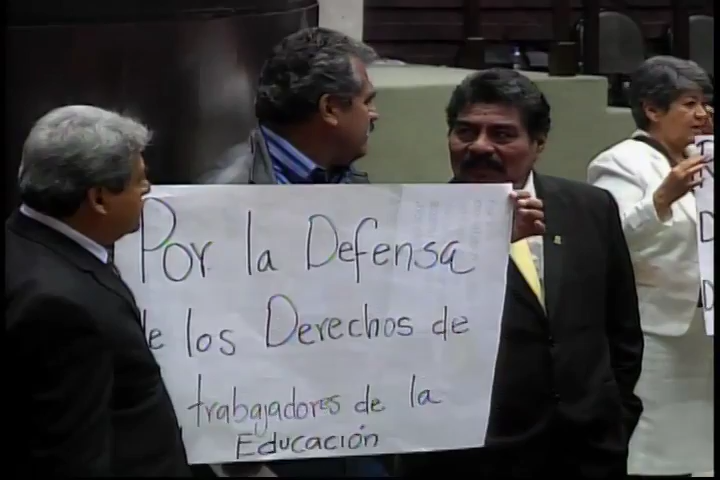 Por la Defensa
de los Derechos de
trabajadores de la
Educación